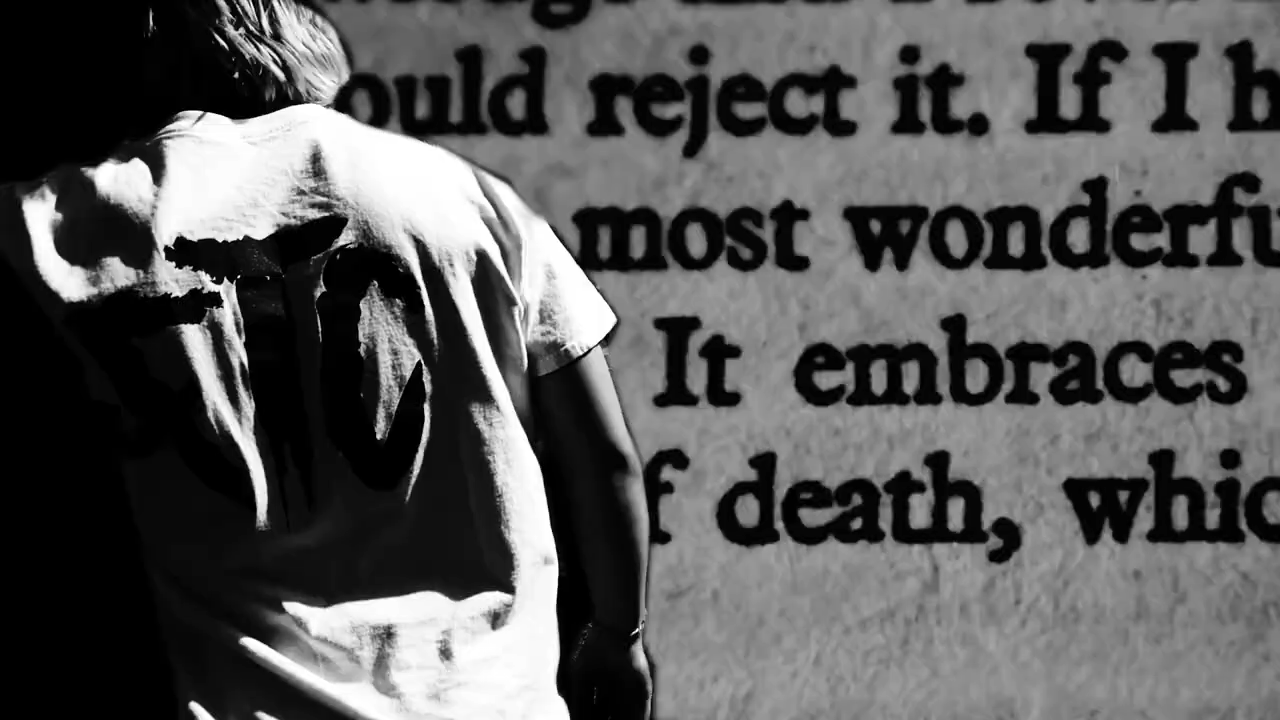 ould reject it. If I h
most wonderfu
It embraces
f death, whic